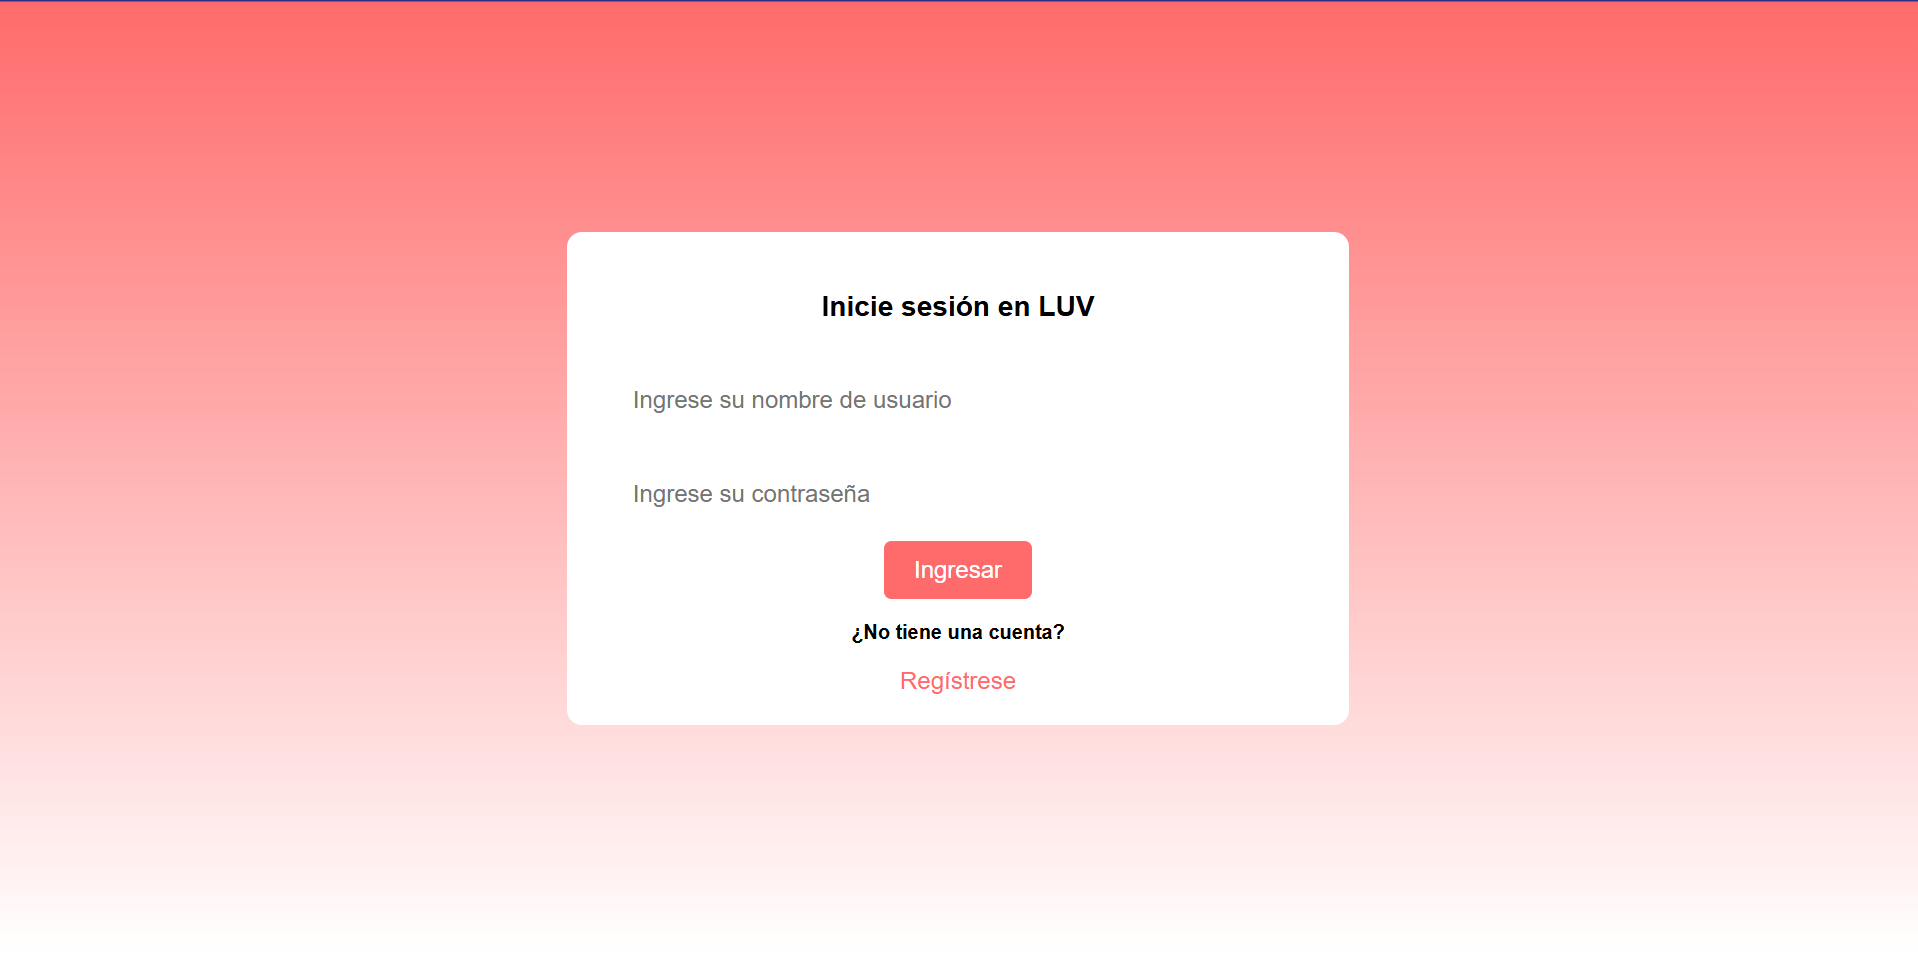 Inicie sesión en LUV
Ingrese su nombre de usuario
Ingrese su contraseña
Ingresar
¿No tiene una cuenta?
Regístrese